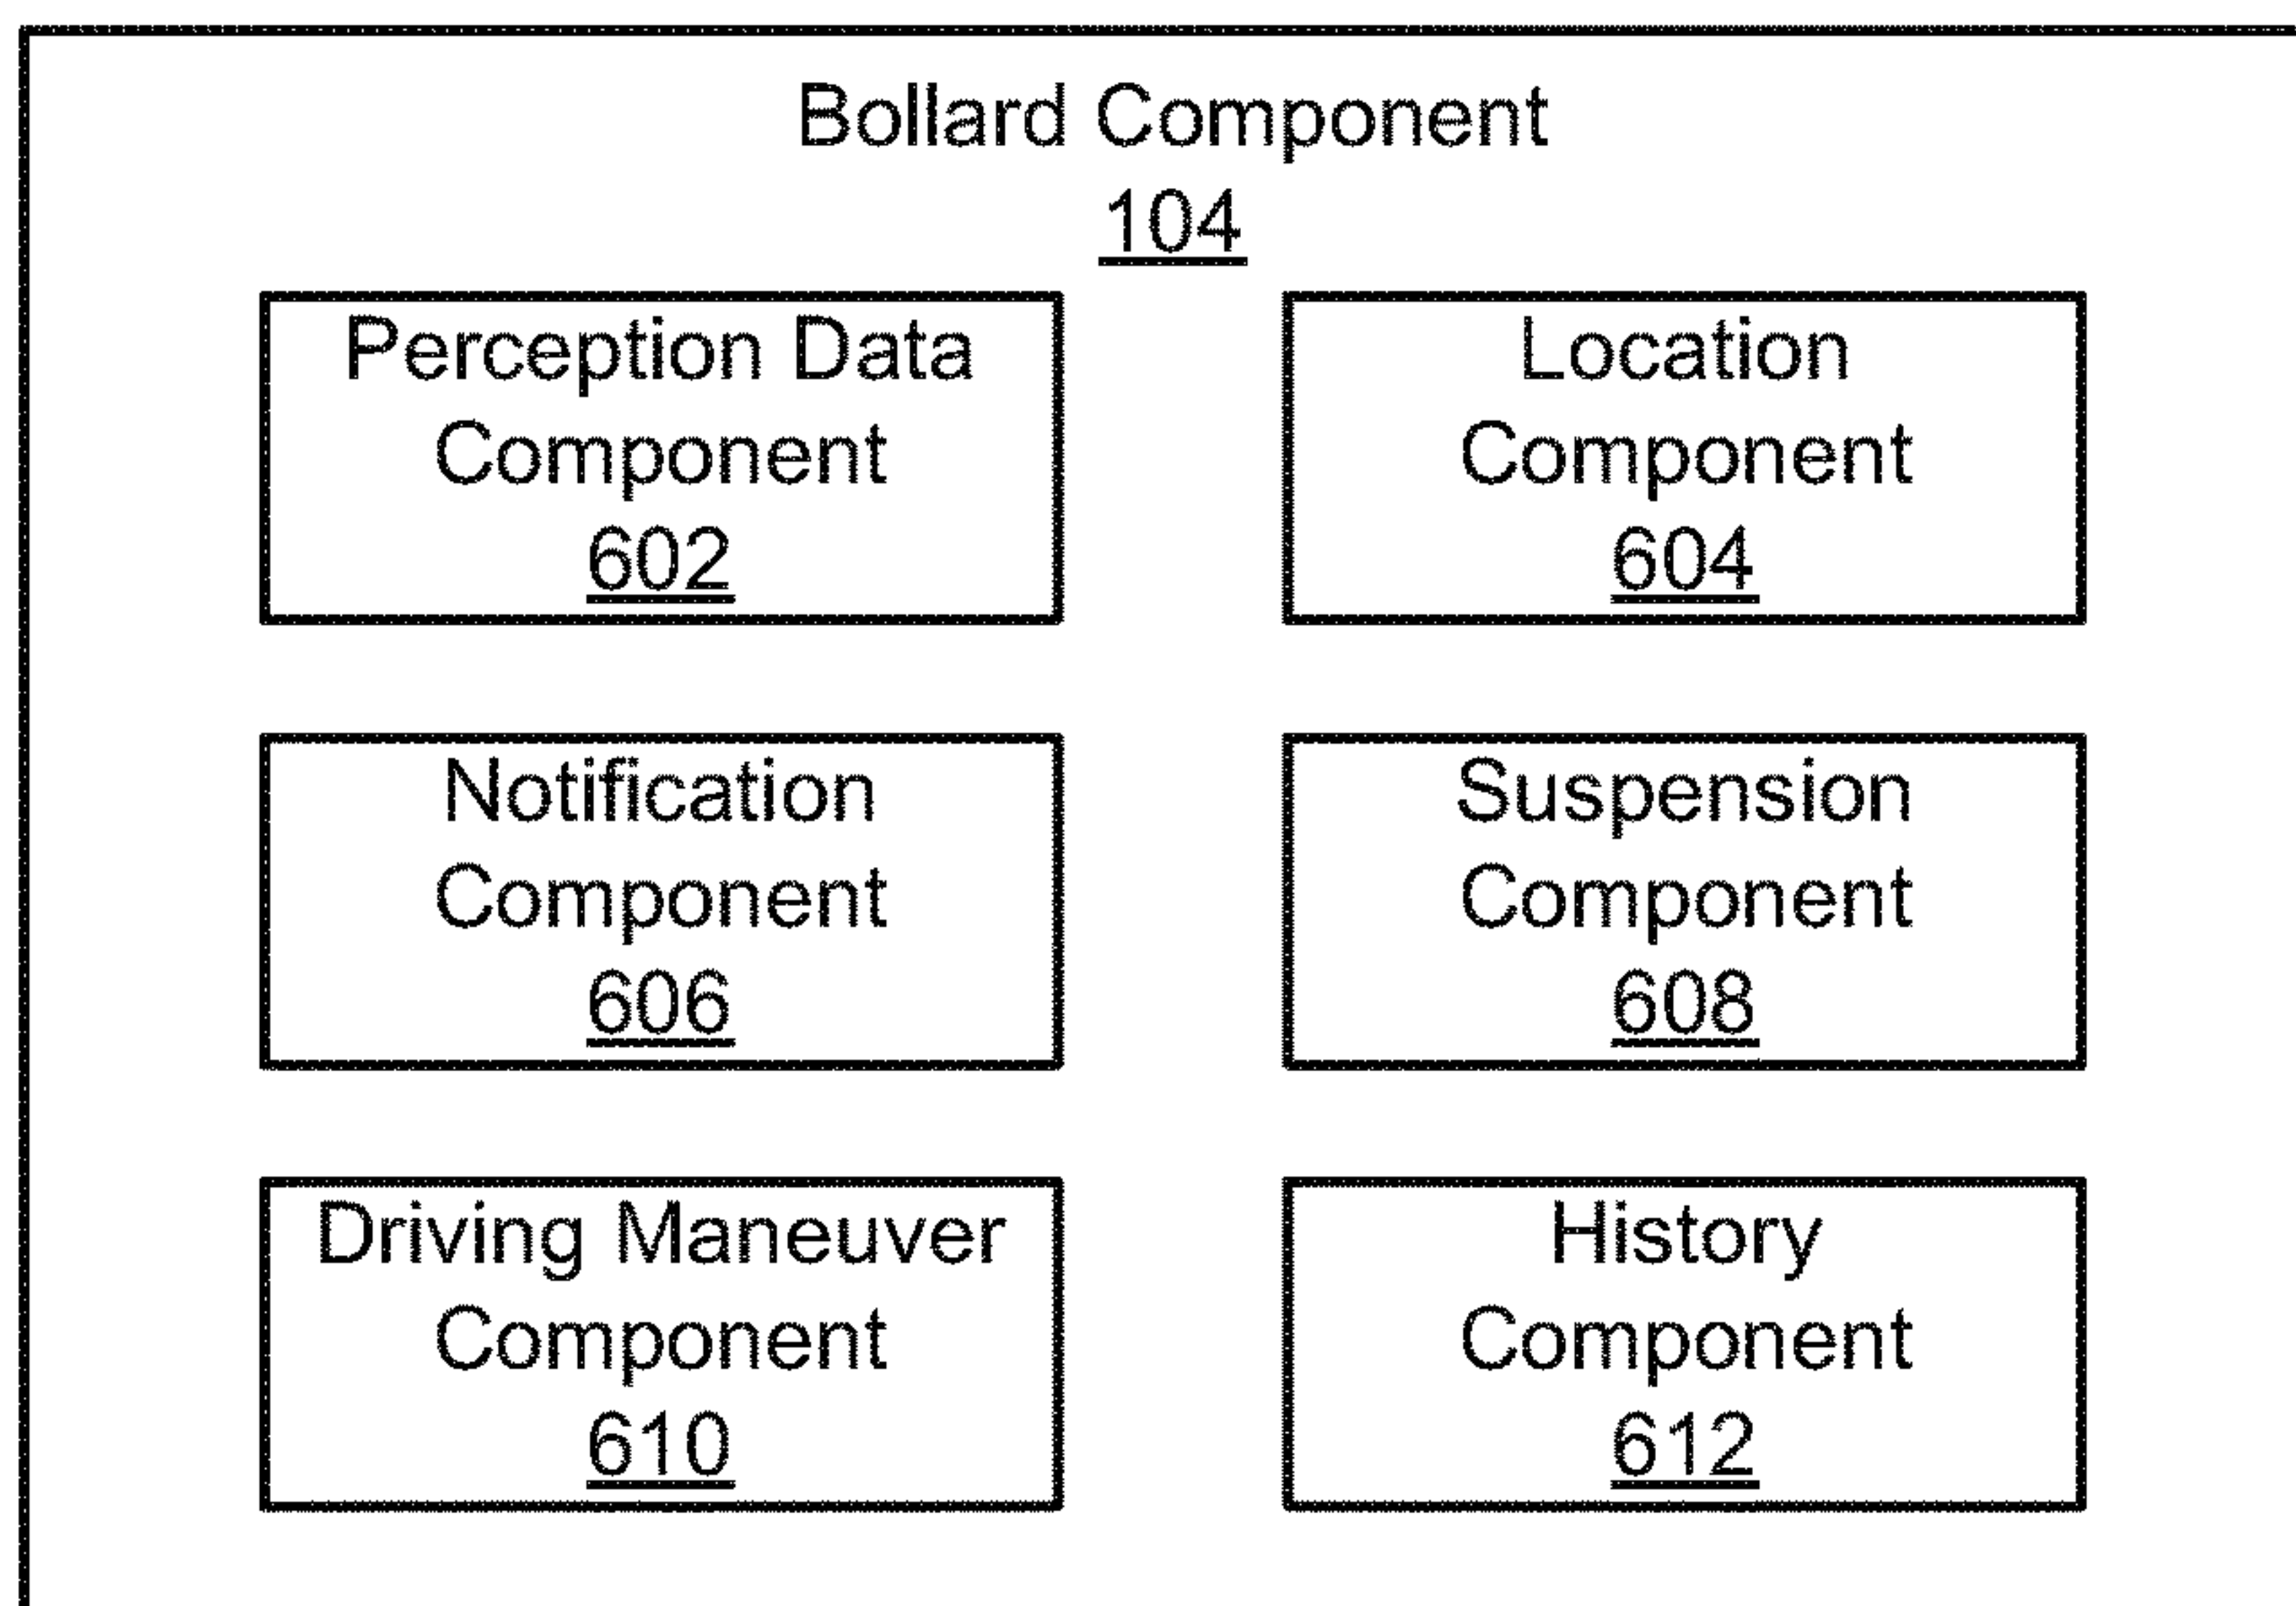 Bollard Component
104
Perception Data
Component
602
Location
Component
604
Notification
Component
606
Suspension
Component
608
Driving Maneuver
Component
610
History
Component
612